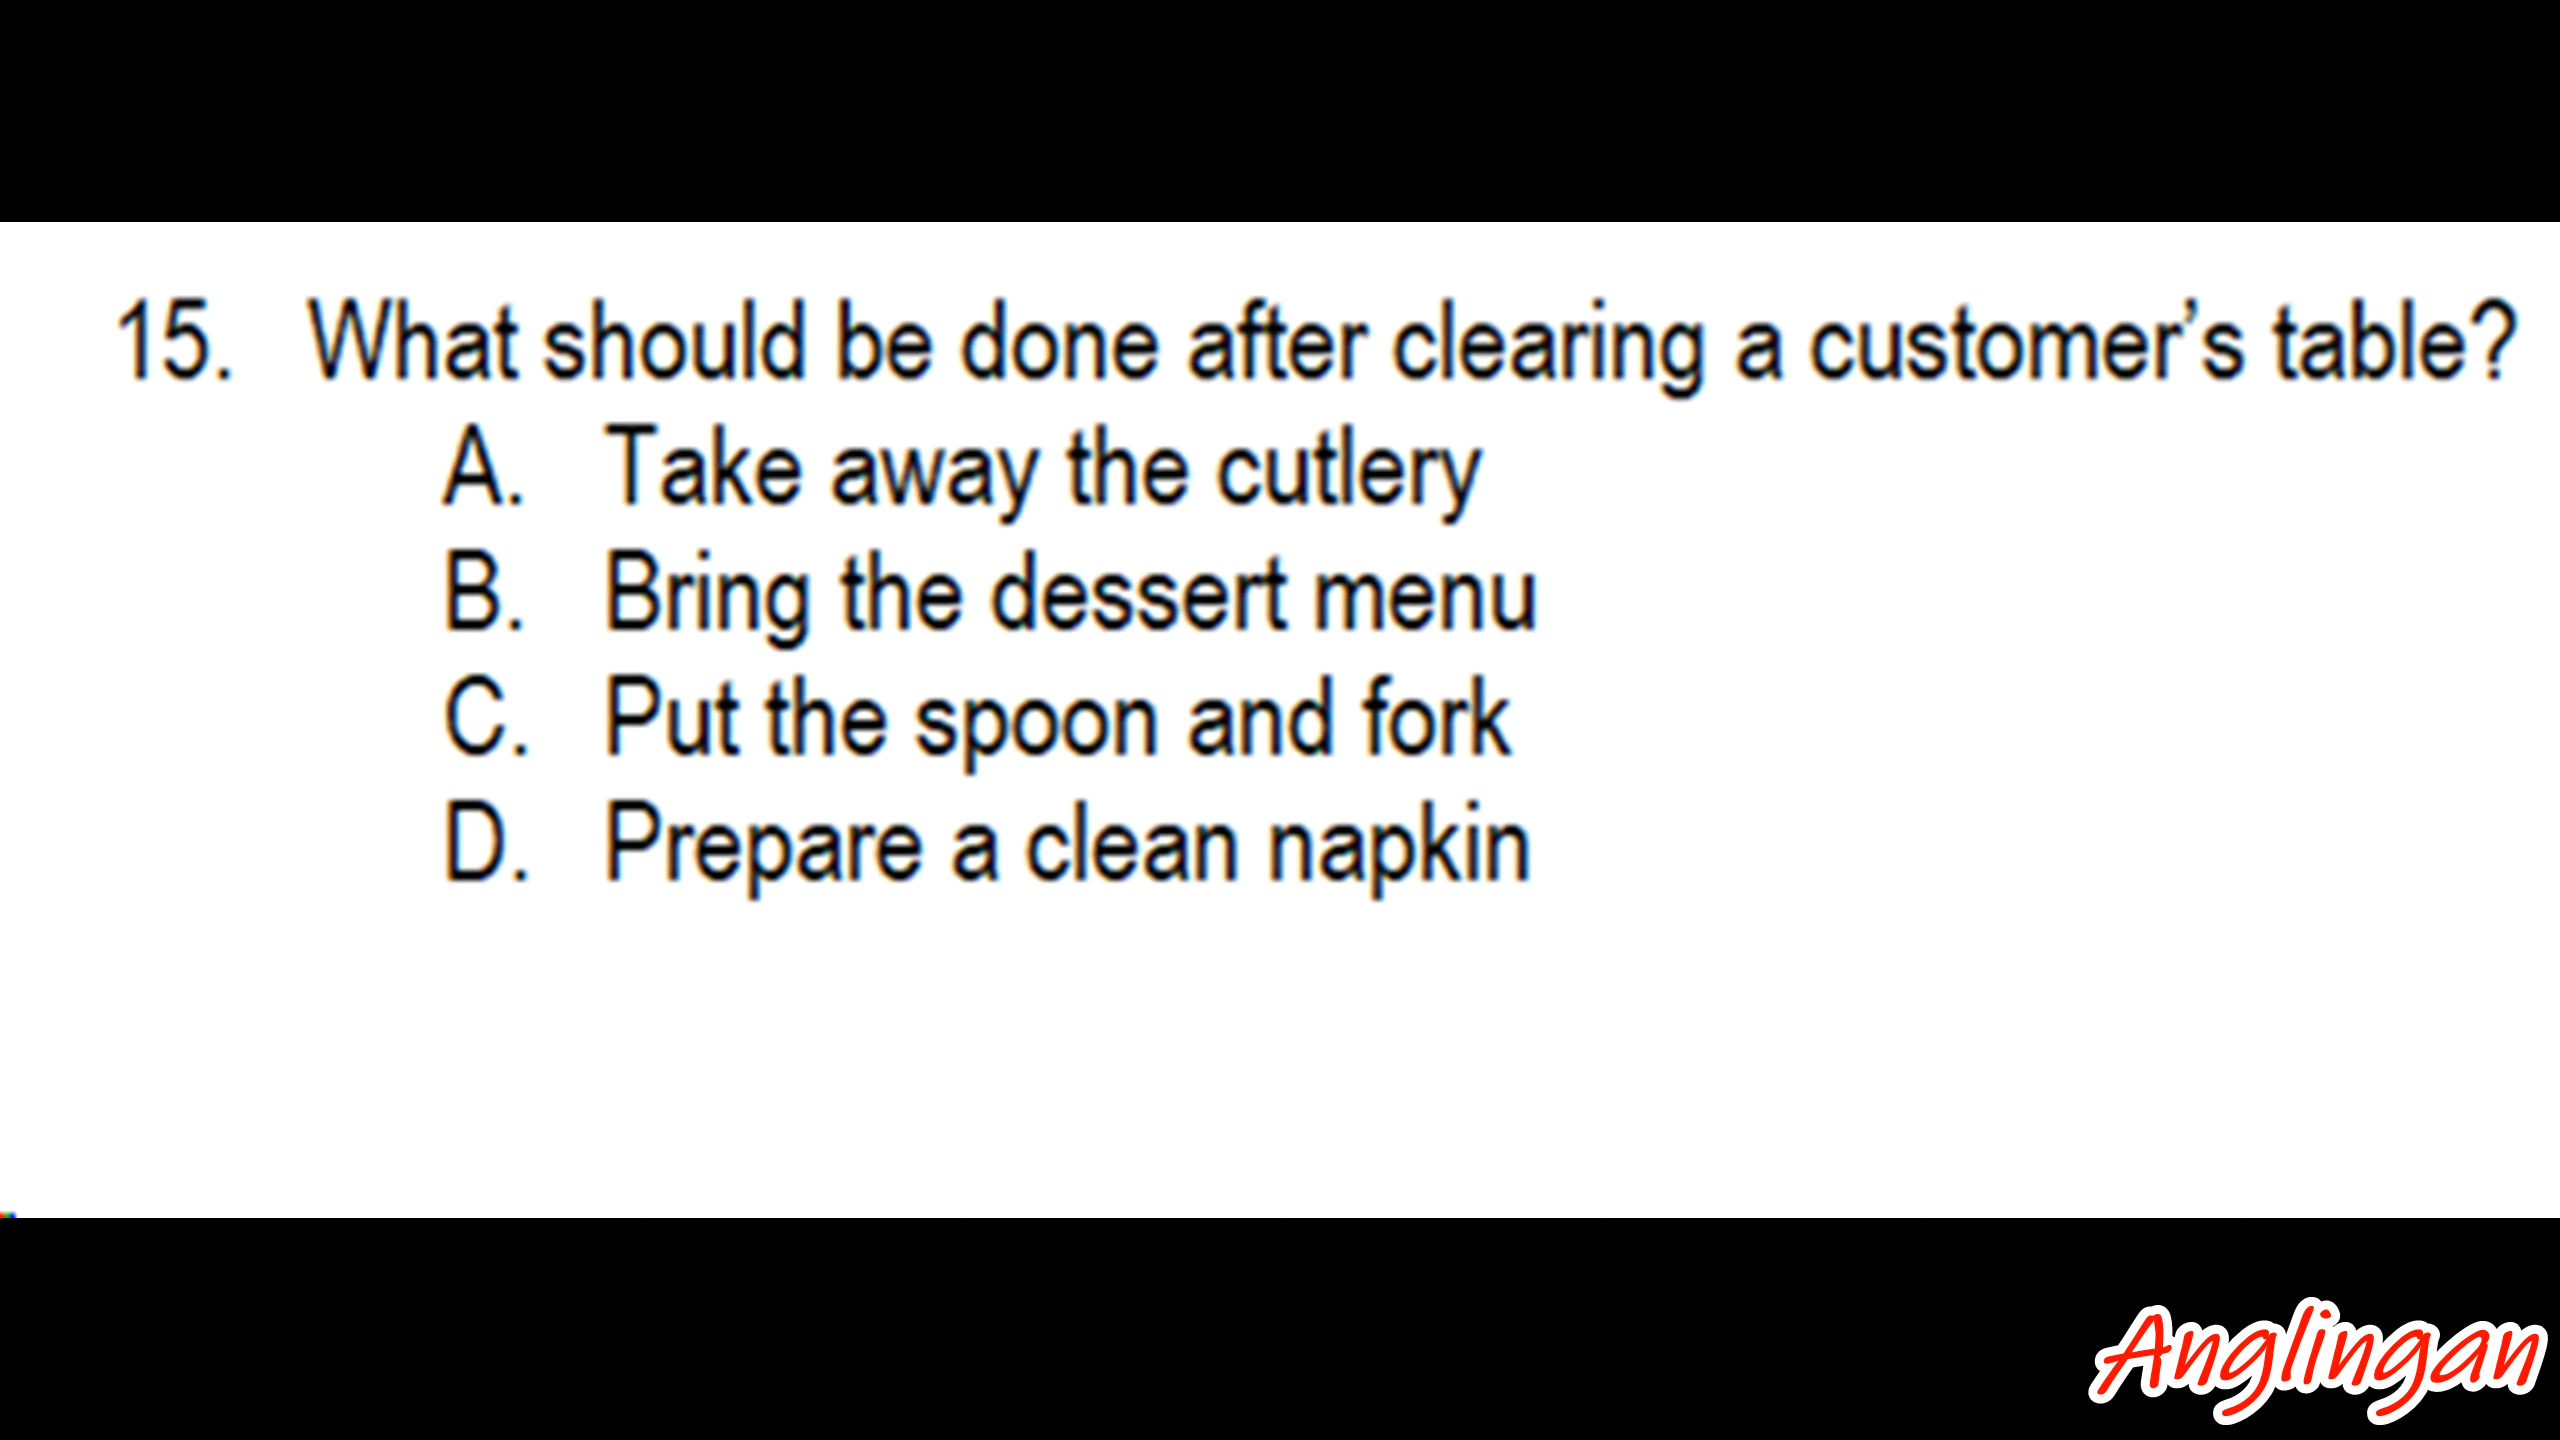 15. What should be done after clearing a customer’s table?
A. Take away the cutlery
B. Bring the dessert menu
C. Put the spoon and fork
D. Prepare a clean napkin
Anglingan